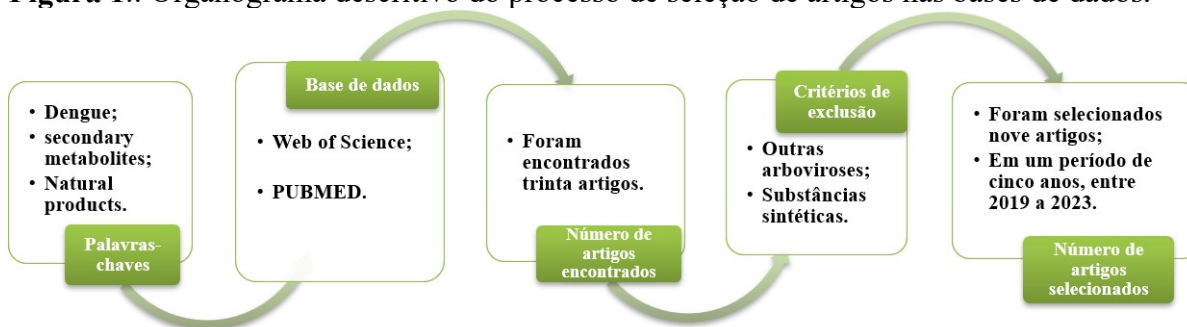 Figura 1.. Organograma descritivo do processo de seleção de artigos nas bases de dados.
• Dengue;
• secondary
metabolites;
• Natural
products.
Palavras-
chaves
Base de dados
• Web of Science;
• PUBMED.
• Foram
encontrados
trinta artigos.
Número de
artigos
encontrados
Critérios de
exclusão
• Outras
arboviroses;
• Substâncias
sintéticas.
• Foram selecionados
nove artigos;
• Em um período de
cinco anos, entre
2019 a 2023.
Número de
artigos
selecionados